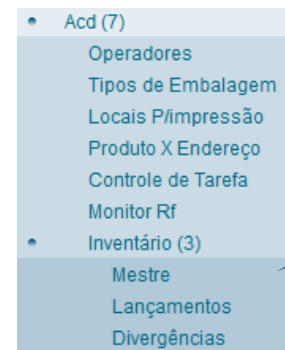 Acd (7)
Operadores
Tipos de Embalagem
Locais P/impressão
Produto X Endereço
Controle de Tarefa
Monitor Rf
Inventário (3)
Mestre
Lançamentos
Divergências